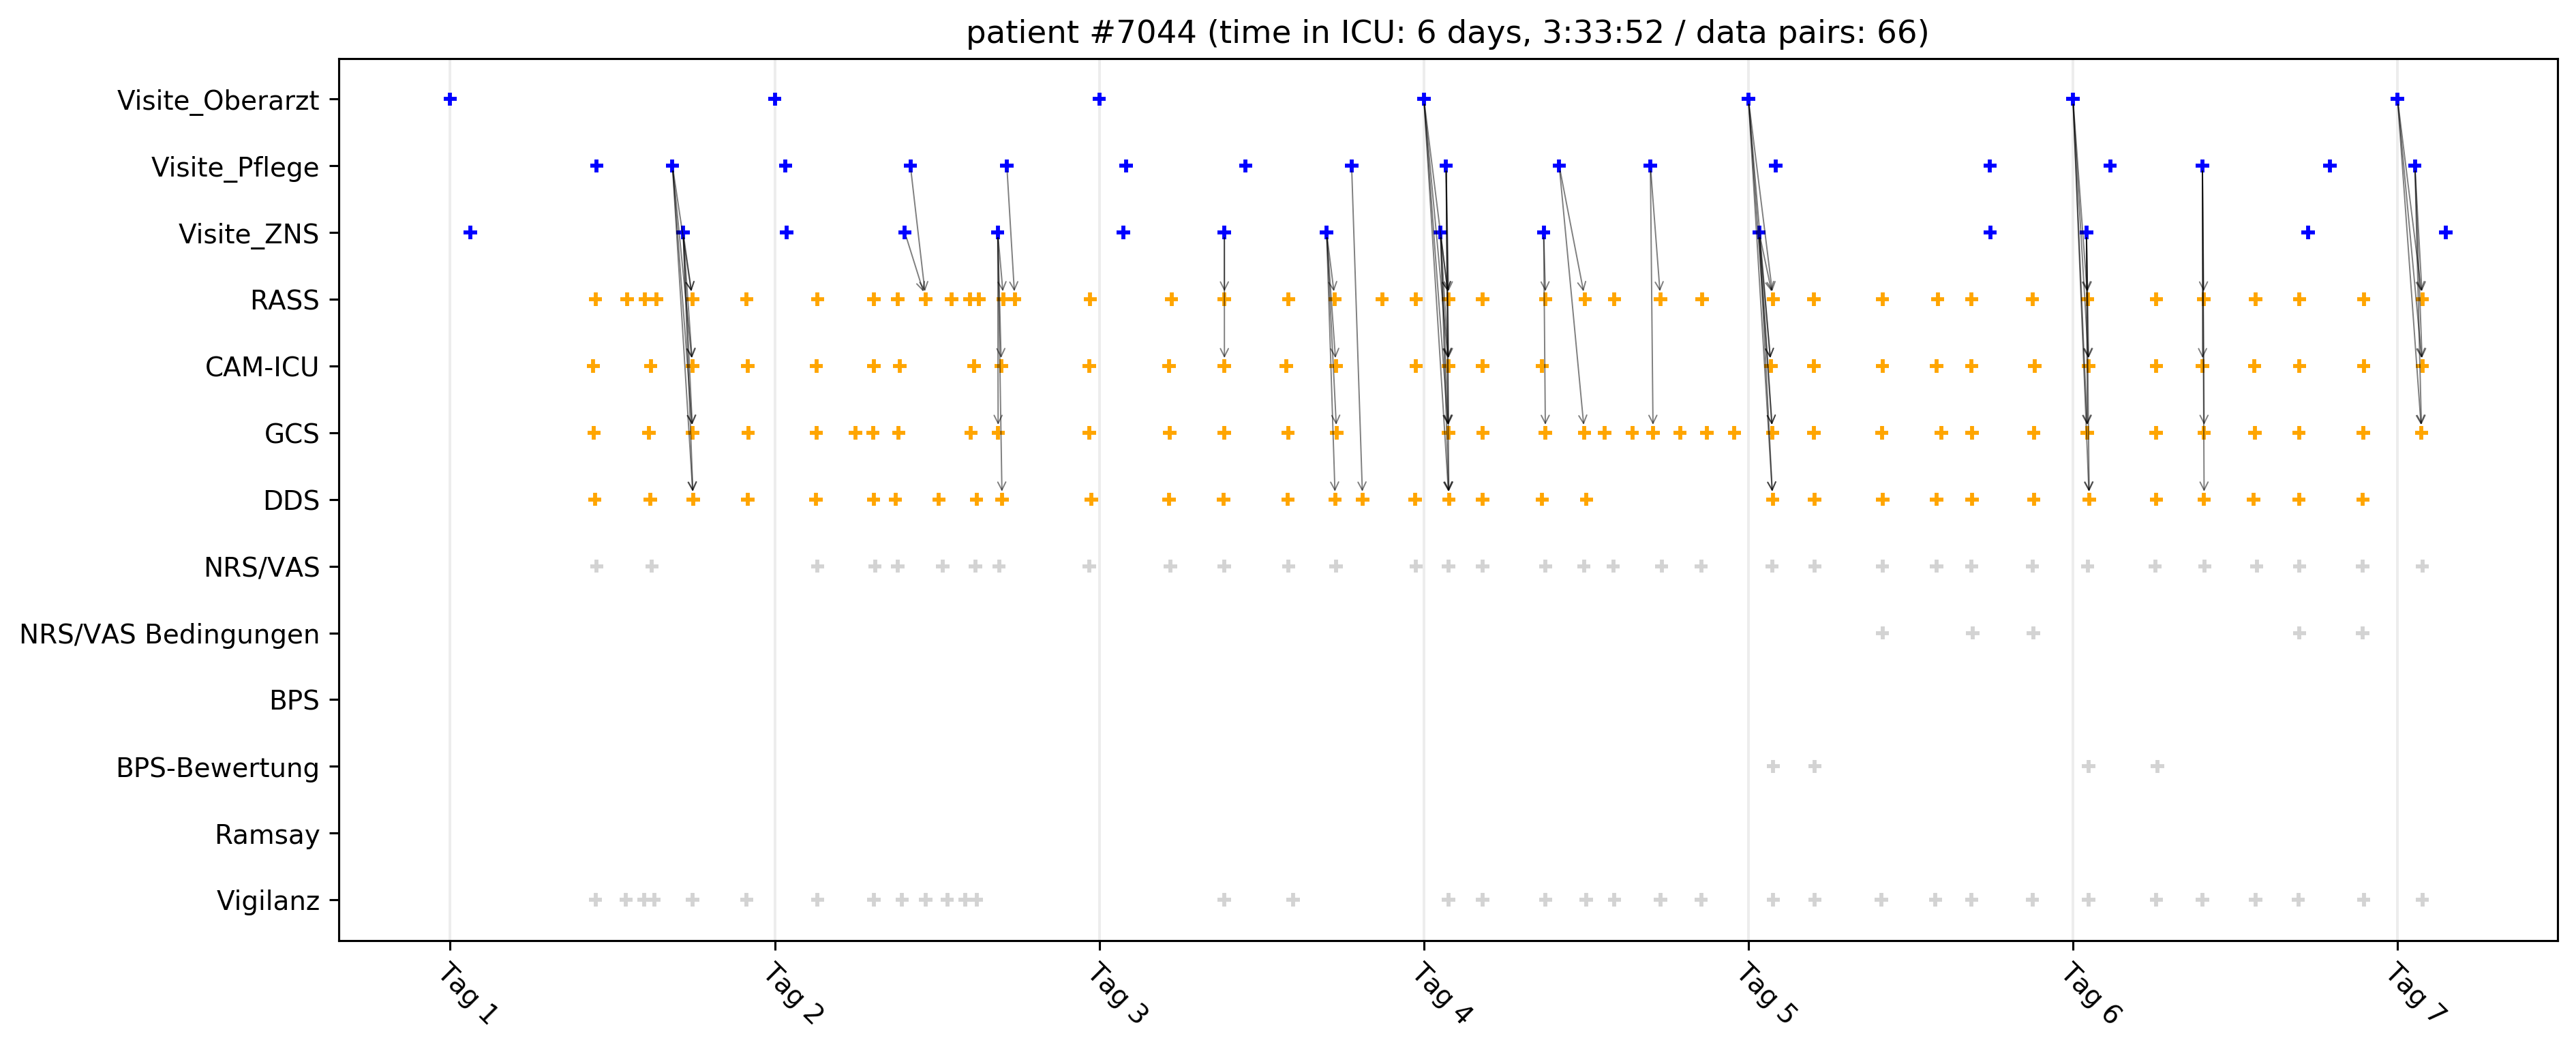 patient #7044 (time in ICU: 6 days, 3:33:52 / data pairs: 66)
Visite_Oberarzt
Visite_Pflege
Visite_ZNS
RASS
CAM-ICU
GCS
DDS
NRS/VAS
NRS/VAS Bedingungen
BPS
BPS-Bewertung
Ramsay
Vigilanz
Tag 1
Tag 2
Tag 3
Tag 4
Tag 5
Tag 6
Tag 7